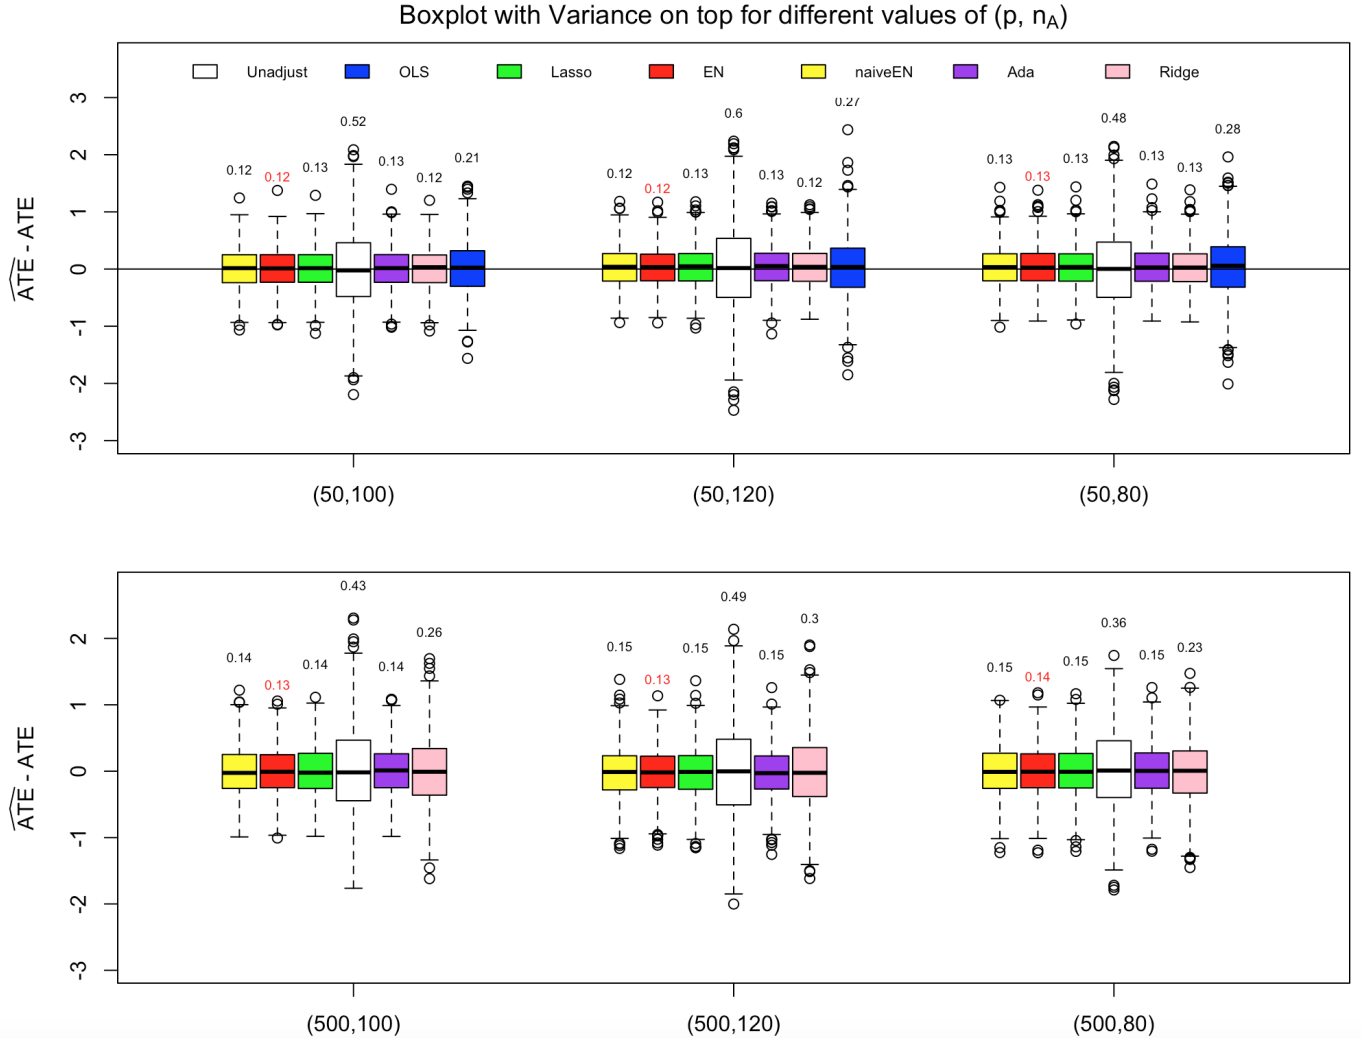 Boxplot with Variance on top for different values of (p, nA)
Unadjust OLS Lasso EN naiveEN Ada Ridge
ATE - ATE
3
2
1
0
-1
-2
-3
0.12 0.12 0.13 0.52 0.13 0.12 0.21
0.12 0.12 0.13 0.6 0.13 0.12 0.27
0.13 0.13 0.13 0.48 0.13 0.13 0.28
(50,100) (50,120) (50,80)
ATE - ATE
2
1
0
-1
-2
-3
0.14 0.13 0.14 0.43 0.14 0.26
0.15 0.13 0.15 0.49 0.15 0.3
0.15 0.14 0.15 0.36 0.15 0.23
(500,100) (500,120) (500,80)